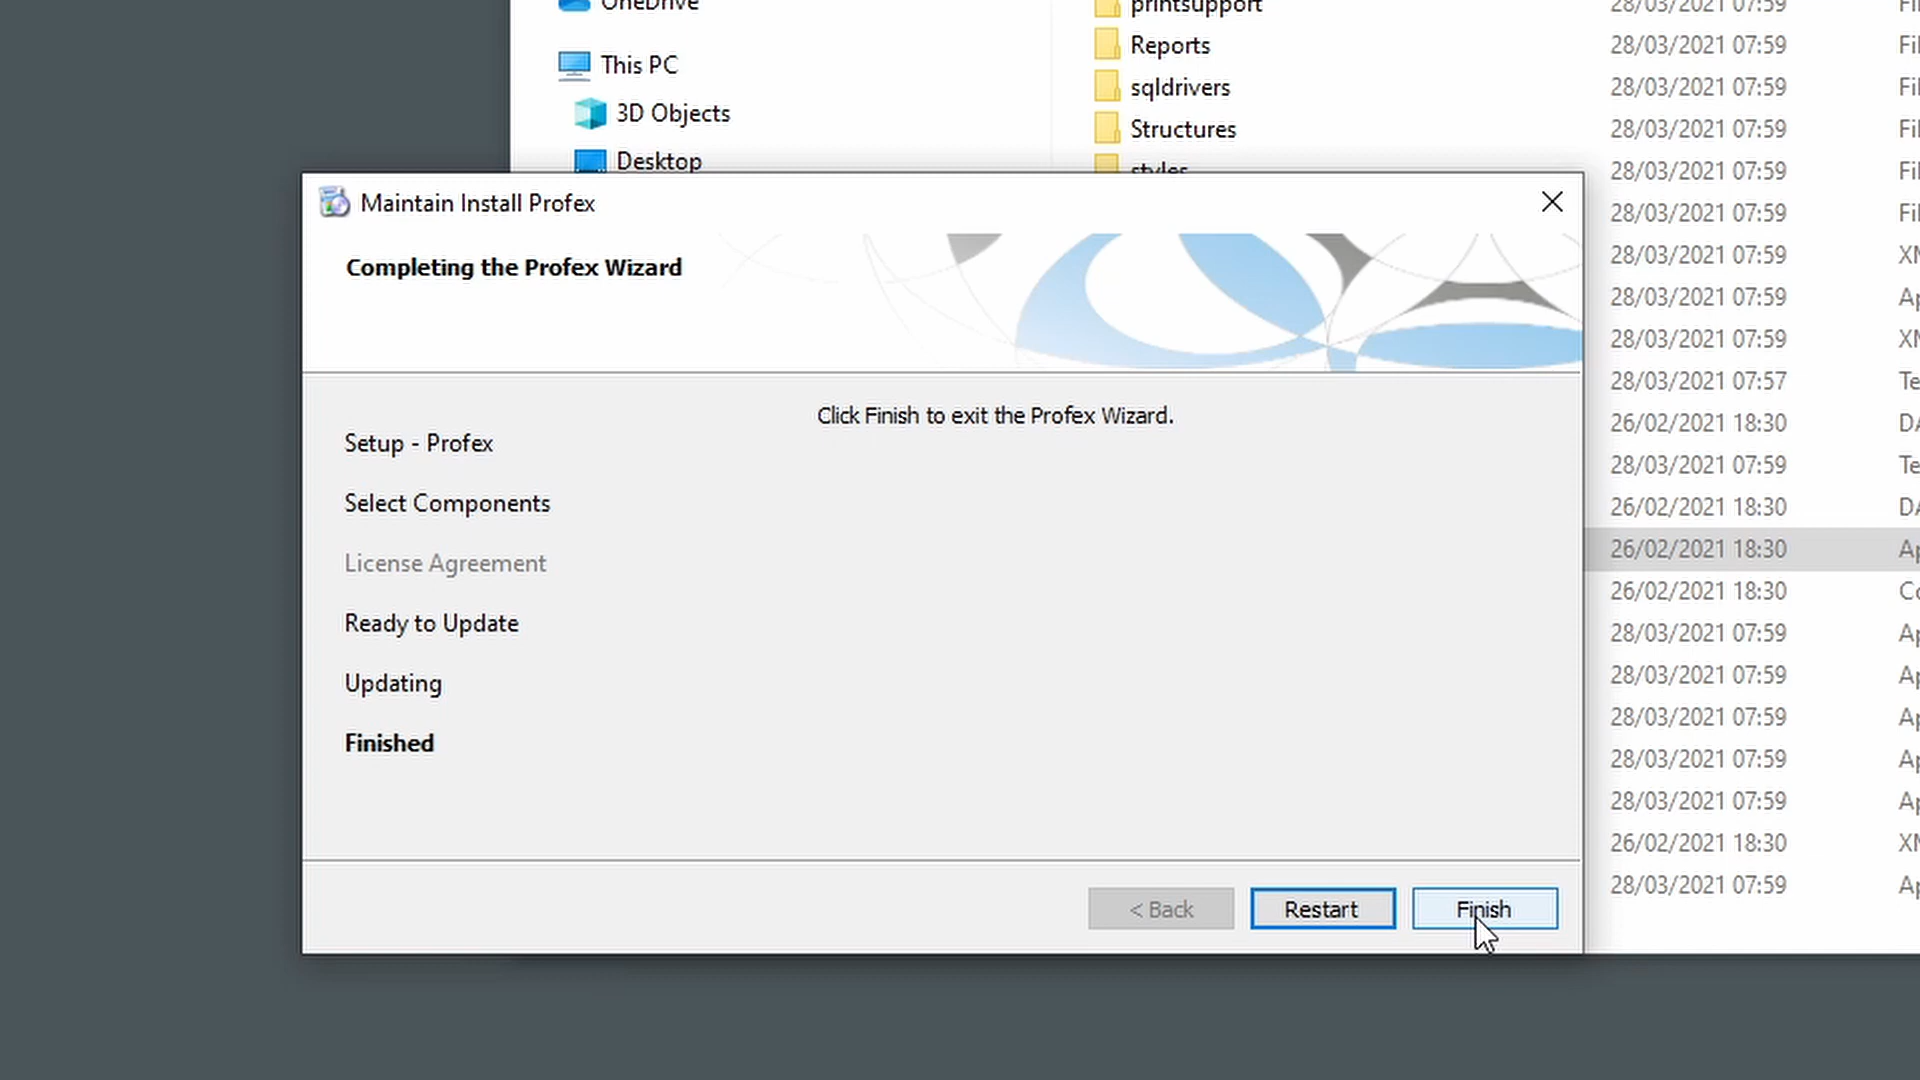 OneDrive
This PC
3D Objects
Desktop
printsupport
Reports
sqldrivers
Structures
styles
28/03/2021 07:59
28/03/2021 07:59
28/03/2021 07:59
28/03/2021 07:59
28/03/2021 07:59
28/03/2021 07:59
28/03/2021 07:59
28/03/2021 07:59
28/03/2021 07:59
28/03/2021 07:57
26/02/2021 18:30
28/03/2021 07:59
26/02/2021 18:30
26/02/2021 18:30
26/02/2021 18:30
28/03/2021 07:59
28/03/2021 07:59
28/03/2021 07:59
28/03/2021 07:59
28/03/2021 07:59
26/02/2021 18:30
28/03/2021 07:59
Maintain Install Profex
Completing the Profex Wizard
Click Finish to exit the Profex Wizard.
Setup - Profex
Select Components
License Agreement
Ready to Update
Updating
Finished
< Back
Restart
Finish